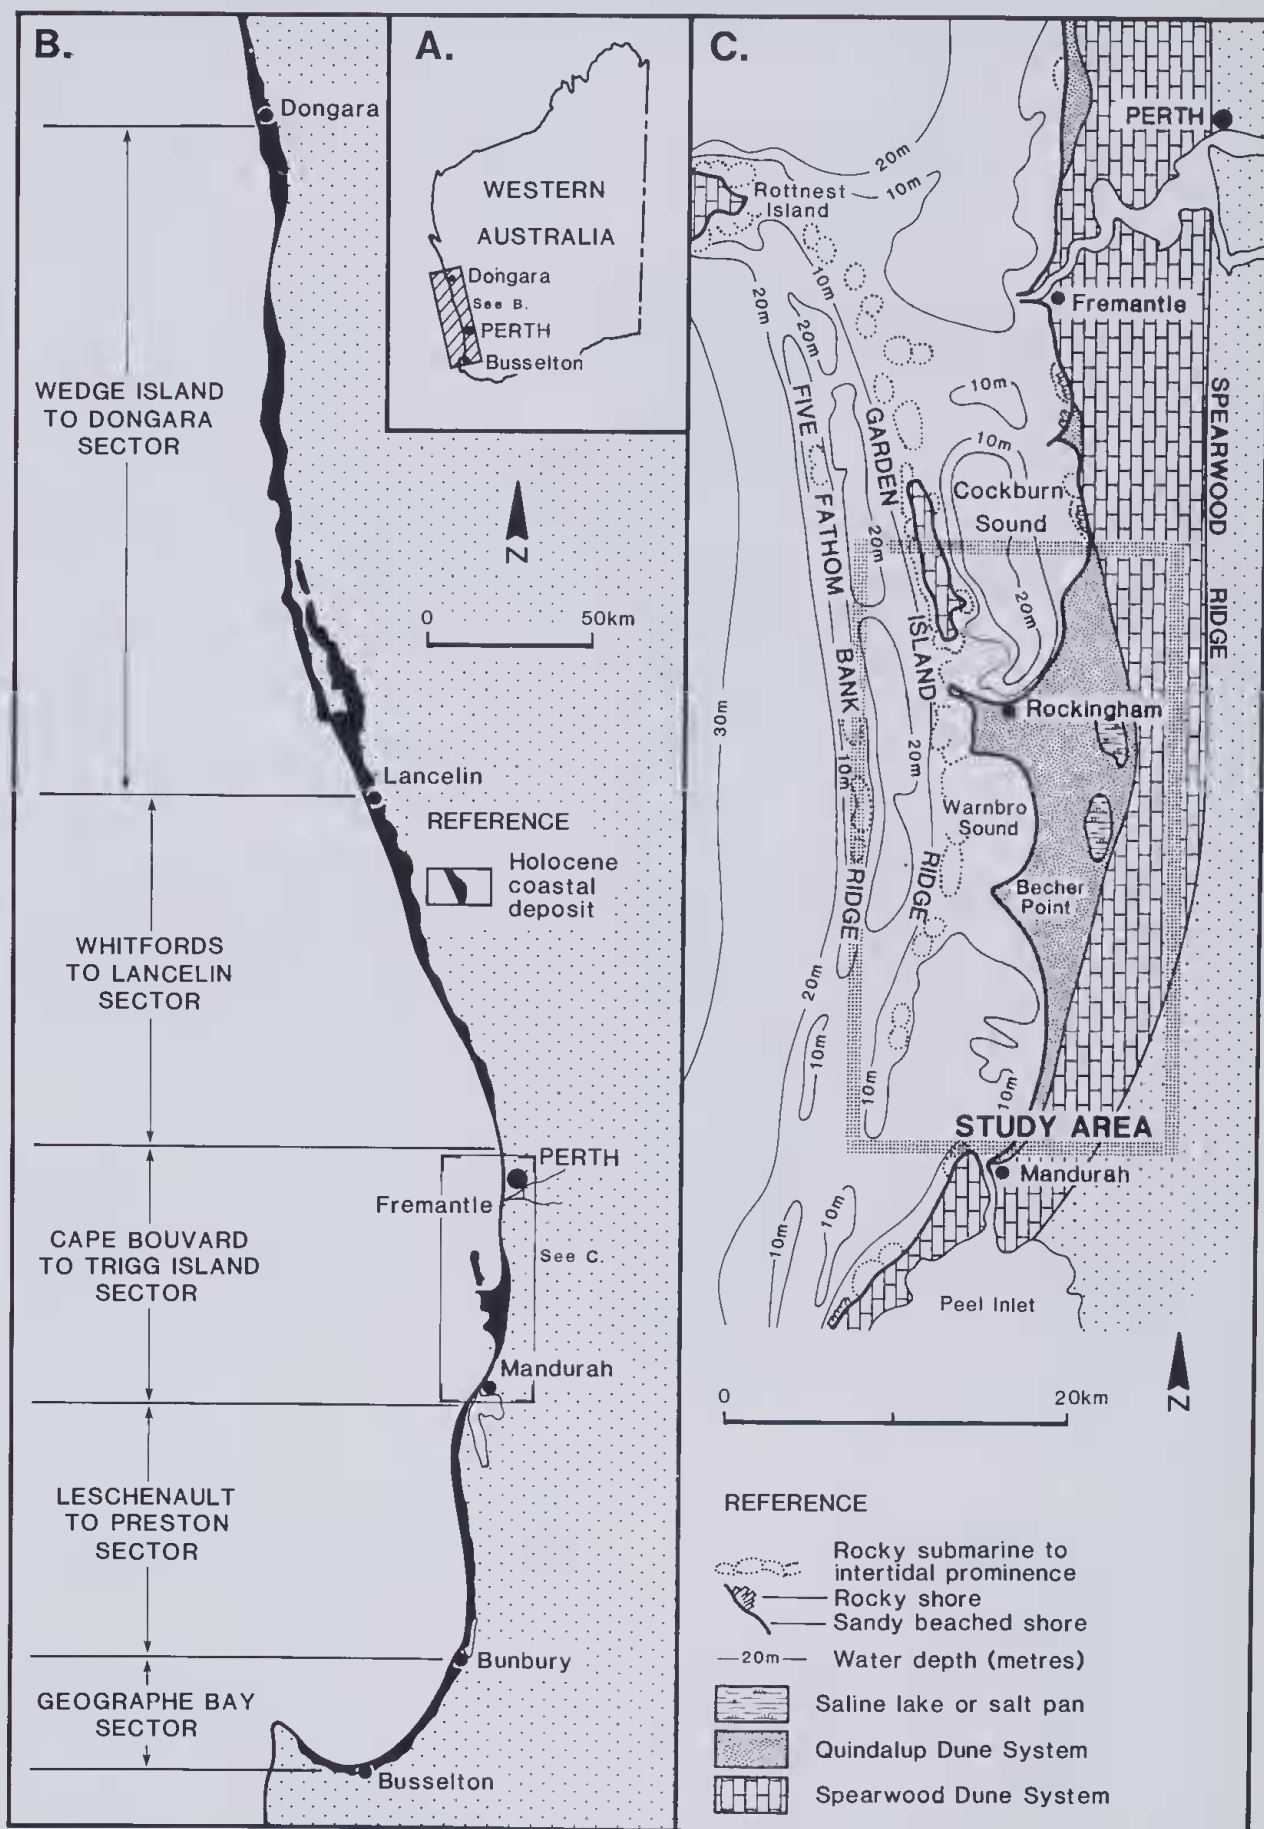 B.
Dongara
WEDGE ISLAND
TO DONGARA
SECTOR
0 50km
N
Lancelin
REFERENCE
Holocene
coastal
deposit
WHITFORDS
TO LANCELIN
SECTOR
PERTH
Fremantle
See C.
CAPE BOUVARD
TO TRIGG ISLAND
SECTOR
Mandurah
LESCHENAULT
TO PRESTON
SECTOR
Bunbury
GEOGRAPHE BAY
SECTOR
Busselton
A.
WESTERN
AUSTRALIA
Dongara
See B.
PERTH
Busselton
C.
PERTH
20m
10m
Rottnest
Island
10m
20m
20m
Fremantle
10m
10m
FIVE FATHOM BANK RIDGE
GARDEN ISLAND RIDGE
SPEARWOOD RIDGE
Cockburn
Sound
20m
20m
Rockingham
30m
20m
10m
Warnbro
Sound
Becher
Point
20m
10m
10m
10m
STUDY AREA
Mandurah
10m
10m
Peel Inlet
0 20km
N
REFERENCE
Rocky submarine to
intertidal prominence
Rocky shore
Sandy beached shore
20m Water depth (metres)
Saline lake or salt pan
Quindalup Dune System
Spearwood Dune System